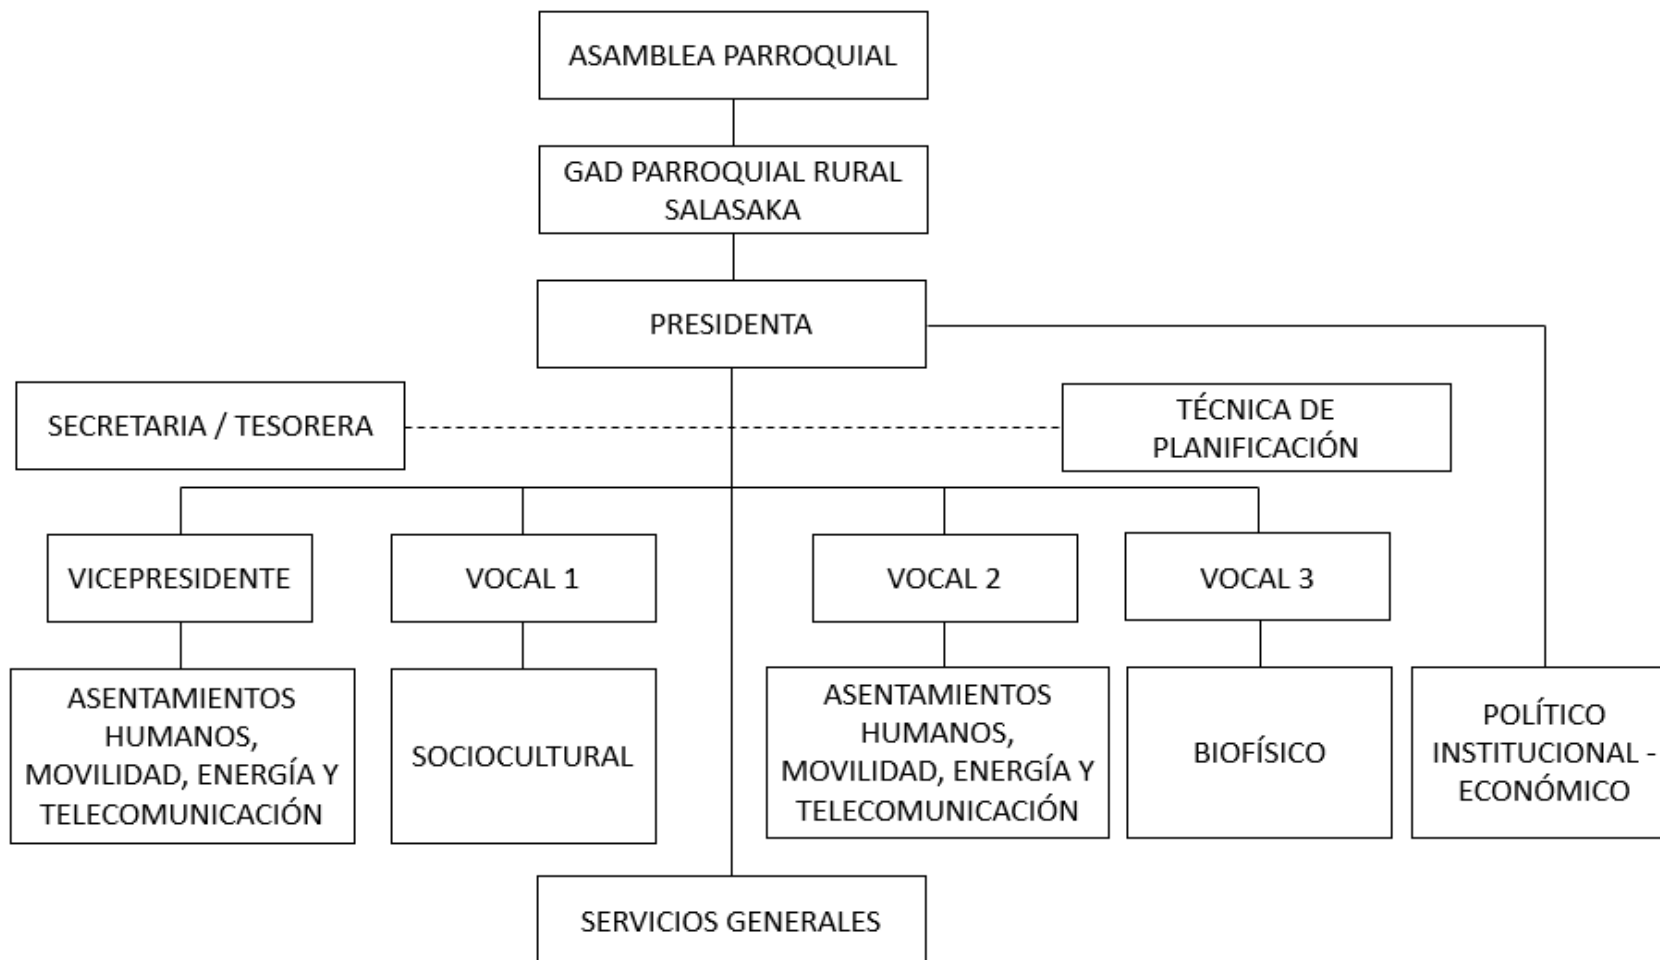 ASAMBLEA PARROQUIAL
GAD PARROQUIAL RURAL
SALASAKA
PRESIDENTA
SECRETARIA / TESORERA
TÉCNICA DE
PLANIFICACIÓN
VICEPRESIDENTE
VOCAL 1
VOCAL 2
VOCAL 3
ASENTAMIENTOS
HUMANOS,
MOVILIDAD, ENERGÍA Y
TELECOMUNICACIÓN
SOCIOCULTURAL
ASENTAMIENTOS
HUMANOS,
MOVILIDAD, ENERGÍA Y
TELECOMUNICACIÓN
BIOFÍSICO
POLÍTICO
INSTITUCIONAL -
ECONÓMICO
SERVICIOS GENERALES